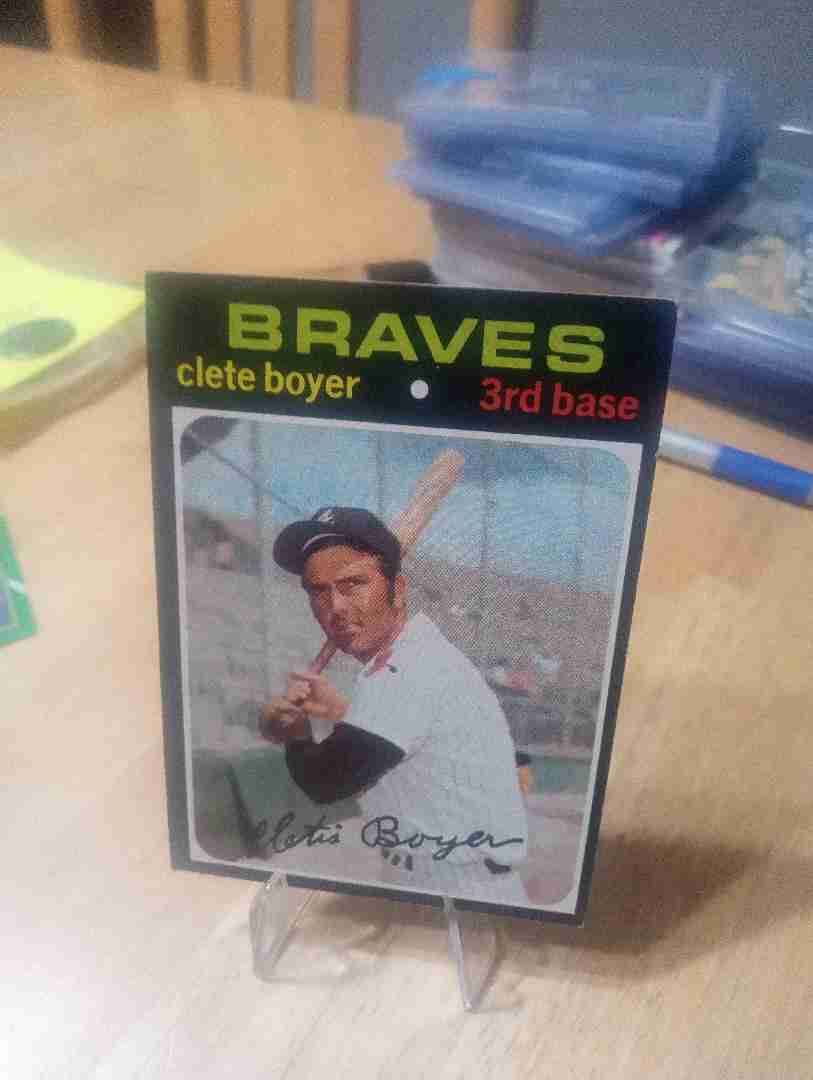 BRAVES
clete boyer • 3rd base
Cletis Boyer